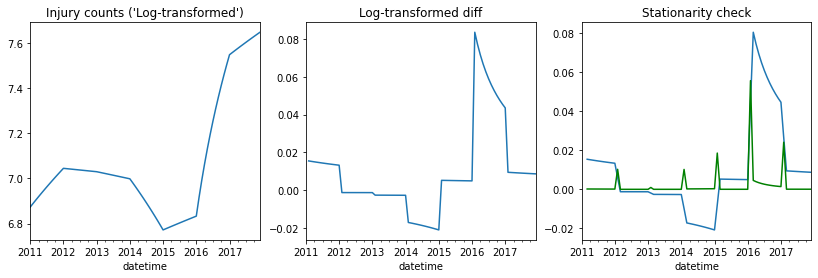 Injury counts ('Log-transformed')
7.6
7.4
7.2
7.0
6.8
2011 2012 2013 2014 2015 2016 2017
datetime
Log-transformed diff
0.08
0.06
0.04
0.02
0.00
−0.02
2011 2012 2013 2014 2015 2016 2017
datetime
Stationarity check
0.08
0.06
0.04
0.02
0.00
−0.02
2011 2012 2013 2014 2015 2016 2017
datetime